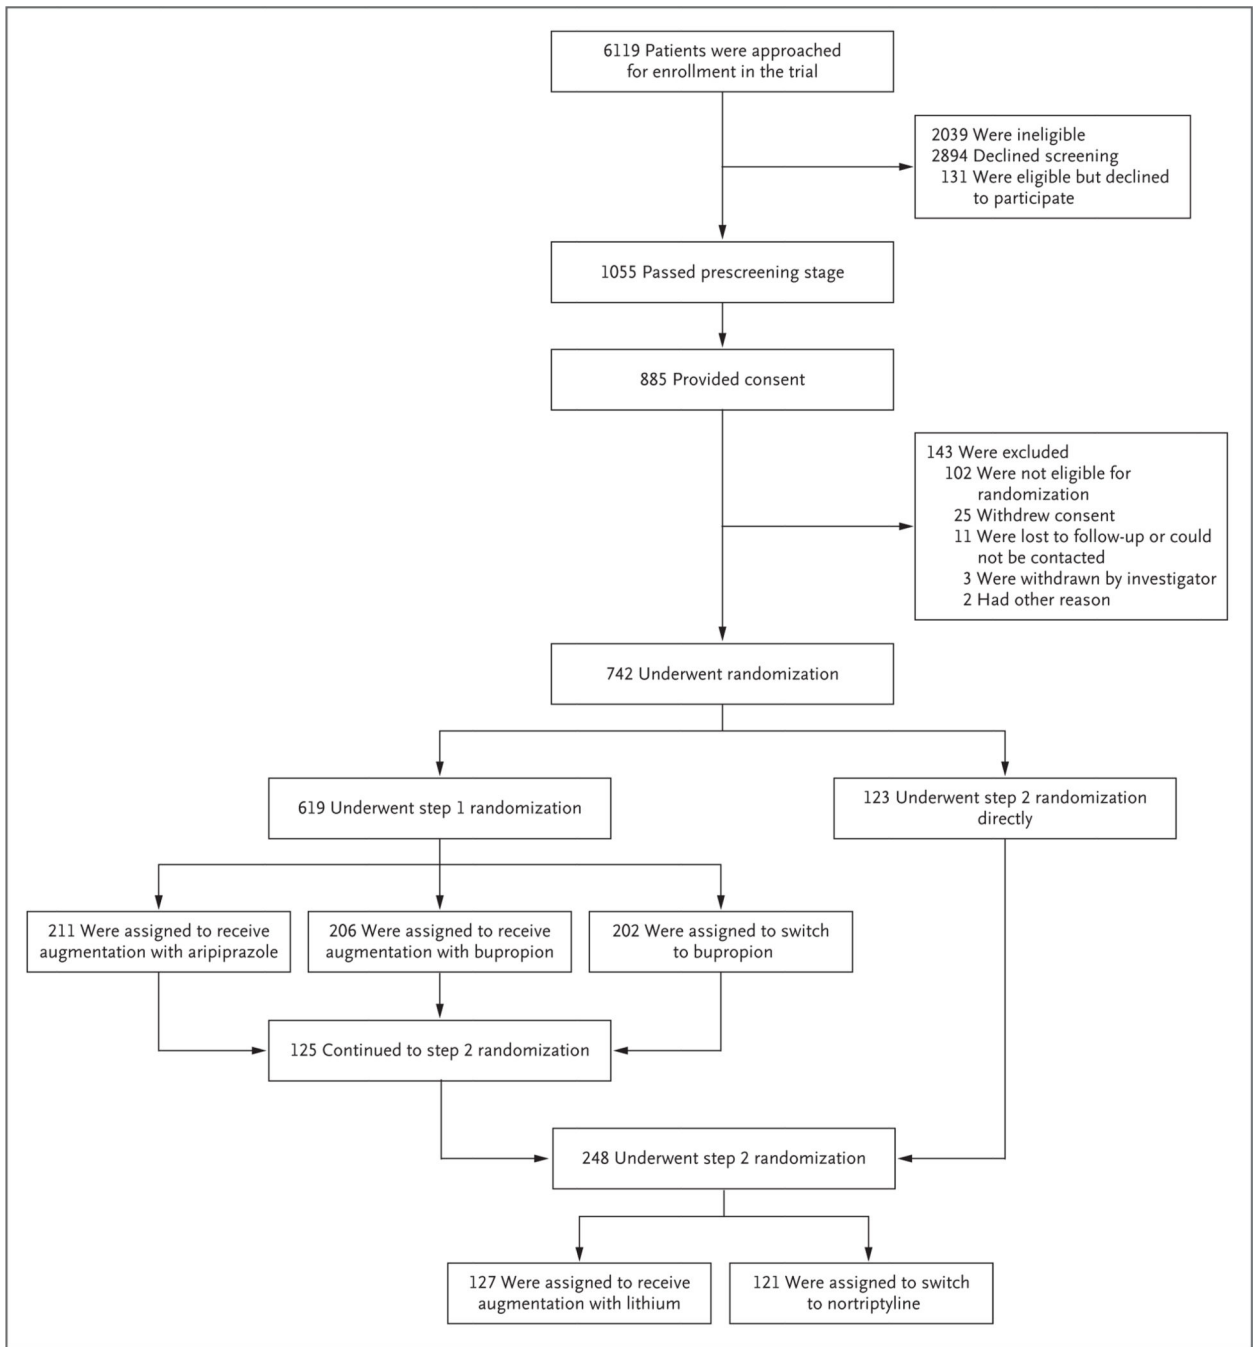 6119 Patients were approached
for enrollment in the trial
2039 Were ineligible
2894 Declined screening
131 Were eligible but declined
to participate
1055 Passed prescreening stage
885 Provided consent
143 Were excluded
102 Were not eligible for
randomization
25 Withdrew consent
11 Were lost to follow-up or could
not be contacted
3 Were withdrawn by investigator
2 Had other reason
742 Underwent randomization
619 Underwent step 1 randomization
123 Underwent step 2 randomization
directly
211 Were assigned to receive
augmentation with aripiprazole
206 Were assigned to receive
augmentation with bupropion
202 Were assigned to switch
to bupropion
125 Continued to step 2 randomization
248 Underwent step 2 randomization
127 Were assigned to receive
augmentation with lithium
121 Were assigned to switch
to nortriptyline